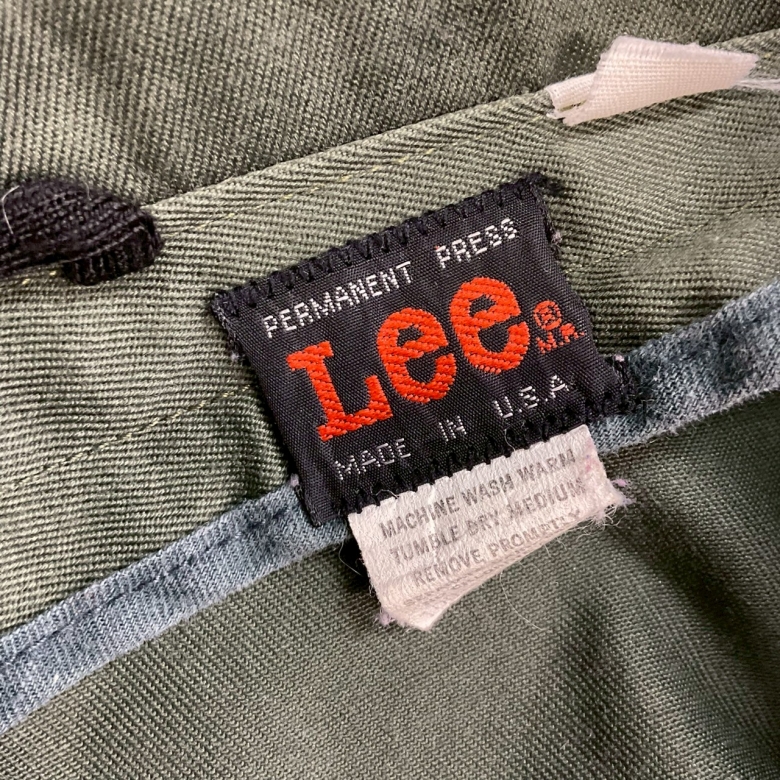 PERMANENT PRESS
Lee ® M.R.
MADE IN U.S.A.
MACHINE WASH WARM
TUMBLE DRY MEDIUM
REMOVE PROMPTLY